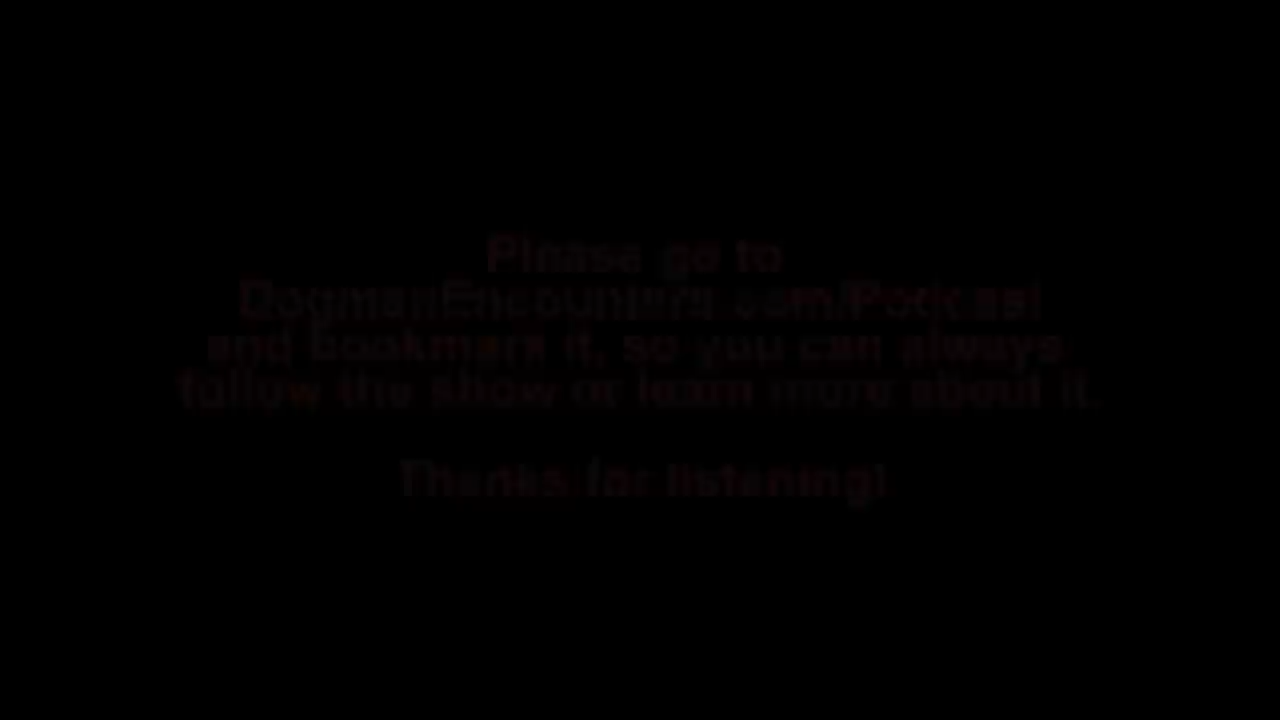 Please go to
DogmanEncounters.com/Podcast
and bookmark it, so you can always
follow the show or learn more about it.
Thanks for listening!